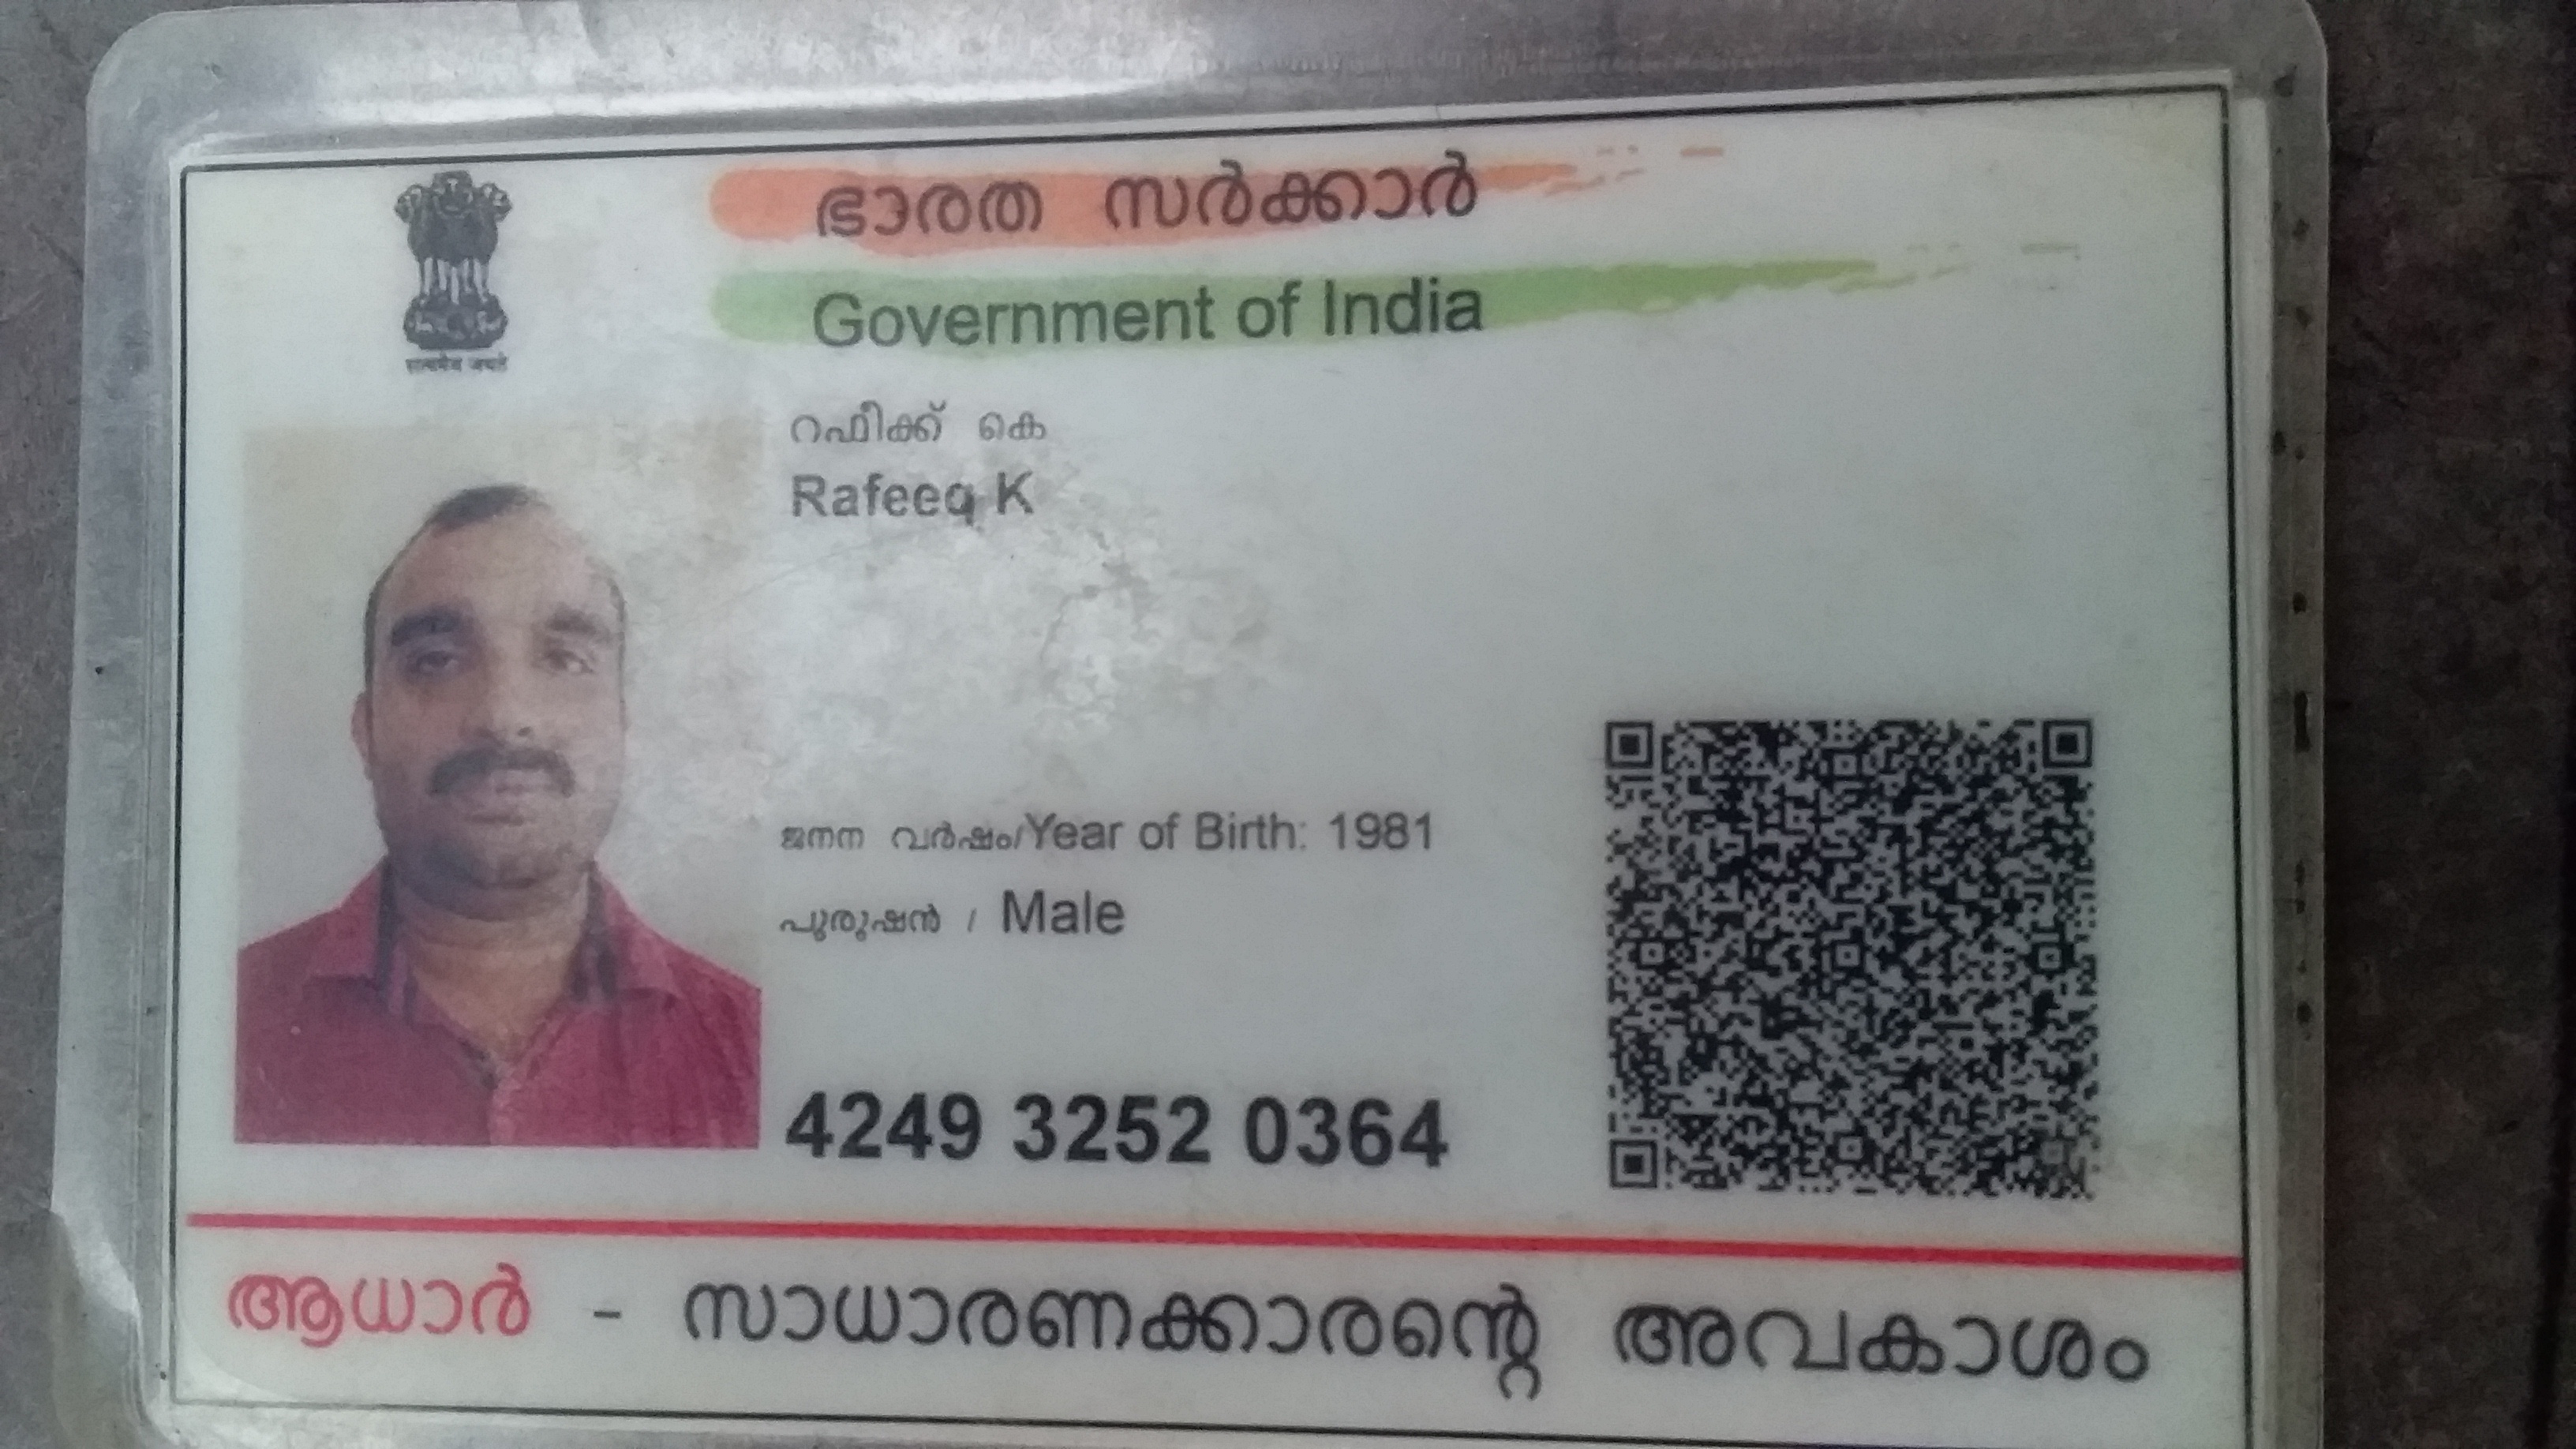 ഭാരത സർക്കാർ
Government of India
റഫീക്ക് കെ
Rafeeq K
ജനന വർഷം/Year of Birth: 1981
പുരുഷൻ / Male
4249 3252 0364
ആധാർ - സാധാരണക്കാരന്റെ അവകാശം